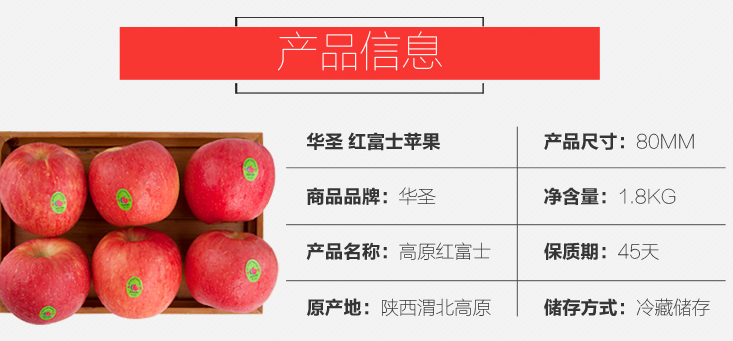 产品信息
华圣 红富士苹果
产品尺寸：80MM
商品品牌：华圣
净含量：1.8KG
产品名称：高原红富士
保质期：45天
原产地：陕西渭北高原
储存方式：冷藏储存